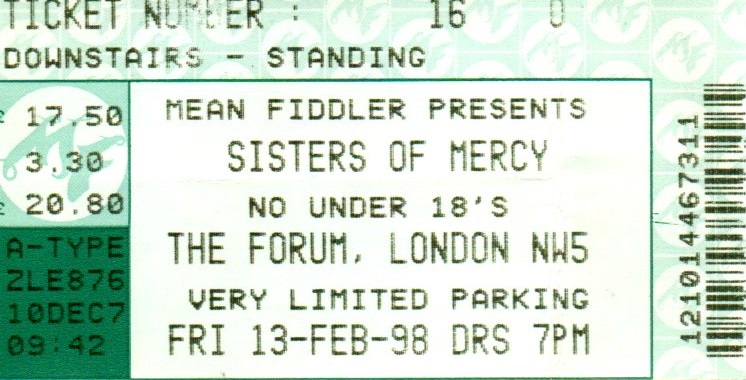 TICKET NUMBER : 16 0
DOWNSTAIRS - STANDING
17.50
3.30
20.80
A-TYPE
ZLE876
10DEC7
09:42
MEAN FIDDLER PRESENTS
SISTERS OF MERCY
NO UNDER 18'S
THE FORUM, LONDON NW5
VERY LIMITED PARKING
FRI 13-FEB-98 DRS 7PM
121014467311